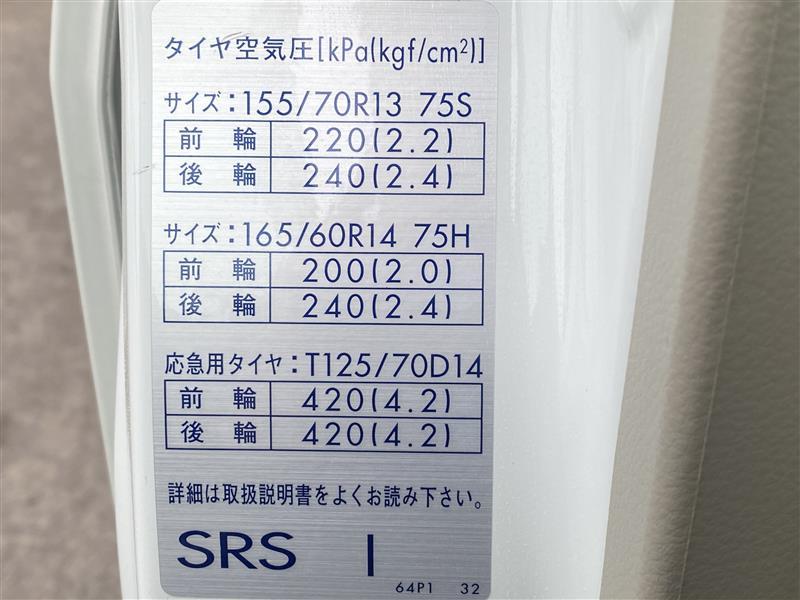 タイヤ空気圧[kPa(kgf/cm²)]
サイズ:155/70R13 75S
前輪 220(2.2)
後輪 240(2.4)
サイズ:165/60R14 75H
前輪 200(2.0)
後輪 240(2.4)
応急用タイヤ:T125/70D14
前輪 420(4.2)
後輪 420(4.2)
詳細は取扱説明書をよくお読み下さい。
SRS I
64P1 32